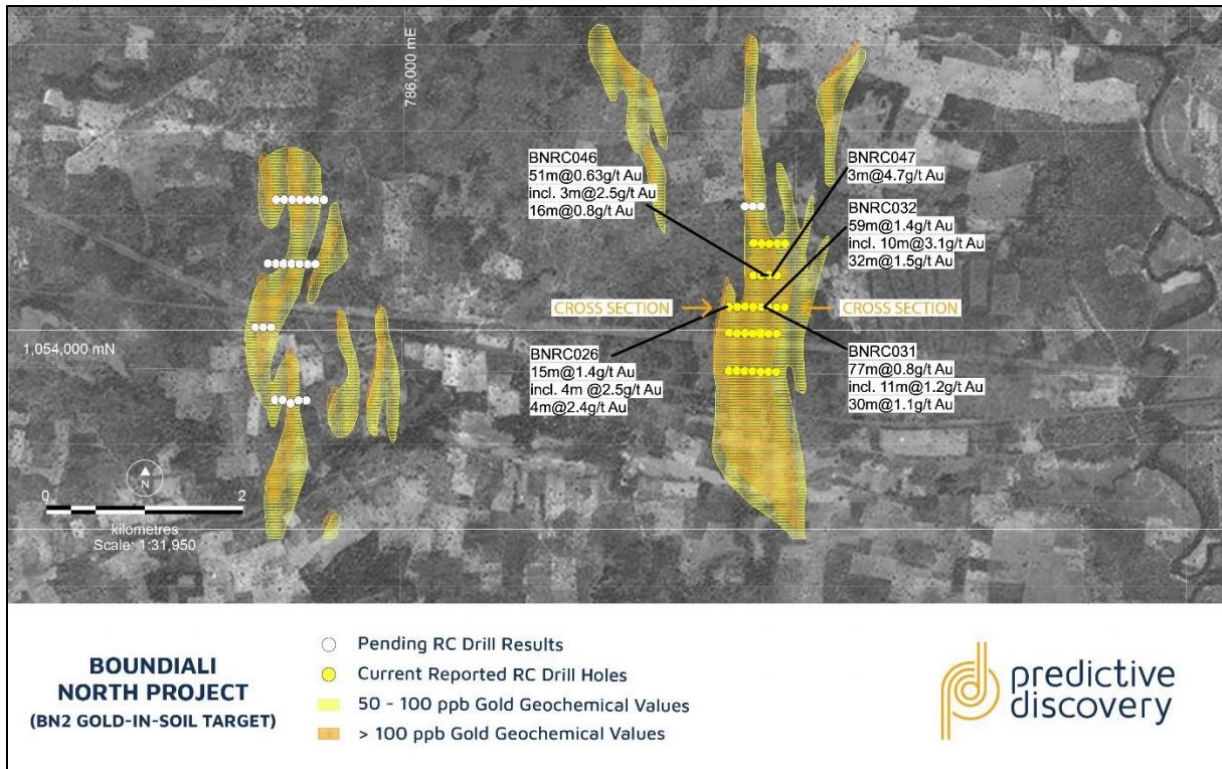 786,000 mE
BNRC046
51m@0.63g/t Au
incl. 3m@2.5g/t Au
16m@0.8g/t Au
BNRC047
3m@4.7g/t Au
BNRC032
59m@1.4g/t Au
incl. 10m@3.1g/t Au
32m@1.5g/t Au
CROSS SECTION
CROSS SECTION
1,054,000 mN
BNRC026
15m@1.4g/t Au
incl. 4m @2.5g/t Au
4m@2.4g/t Au
BNRC031
77m@0.8g/t Au
incl. 11m@1.2g/t Au
30m@1.1g/t Au
N
0 2
kilometres
Scale: 1:31,950
BOUNDIALI
NORTH PROJECT
(BN2 GOLD-IN-SOIL TARGET)
Pending RC Drill Results
Current Reported RC Drill Holes
50 - 100 ppb Gold Geochemical Values
> 100 ppb Gold Geochemical Values
predictive
discovery